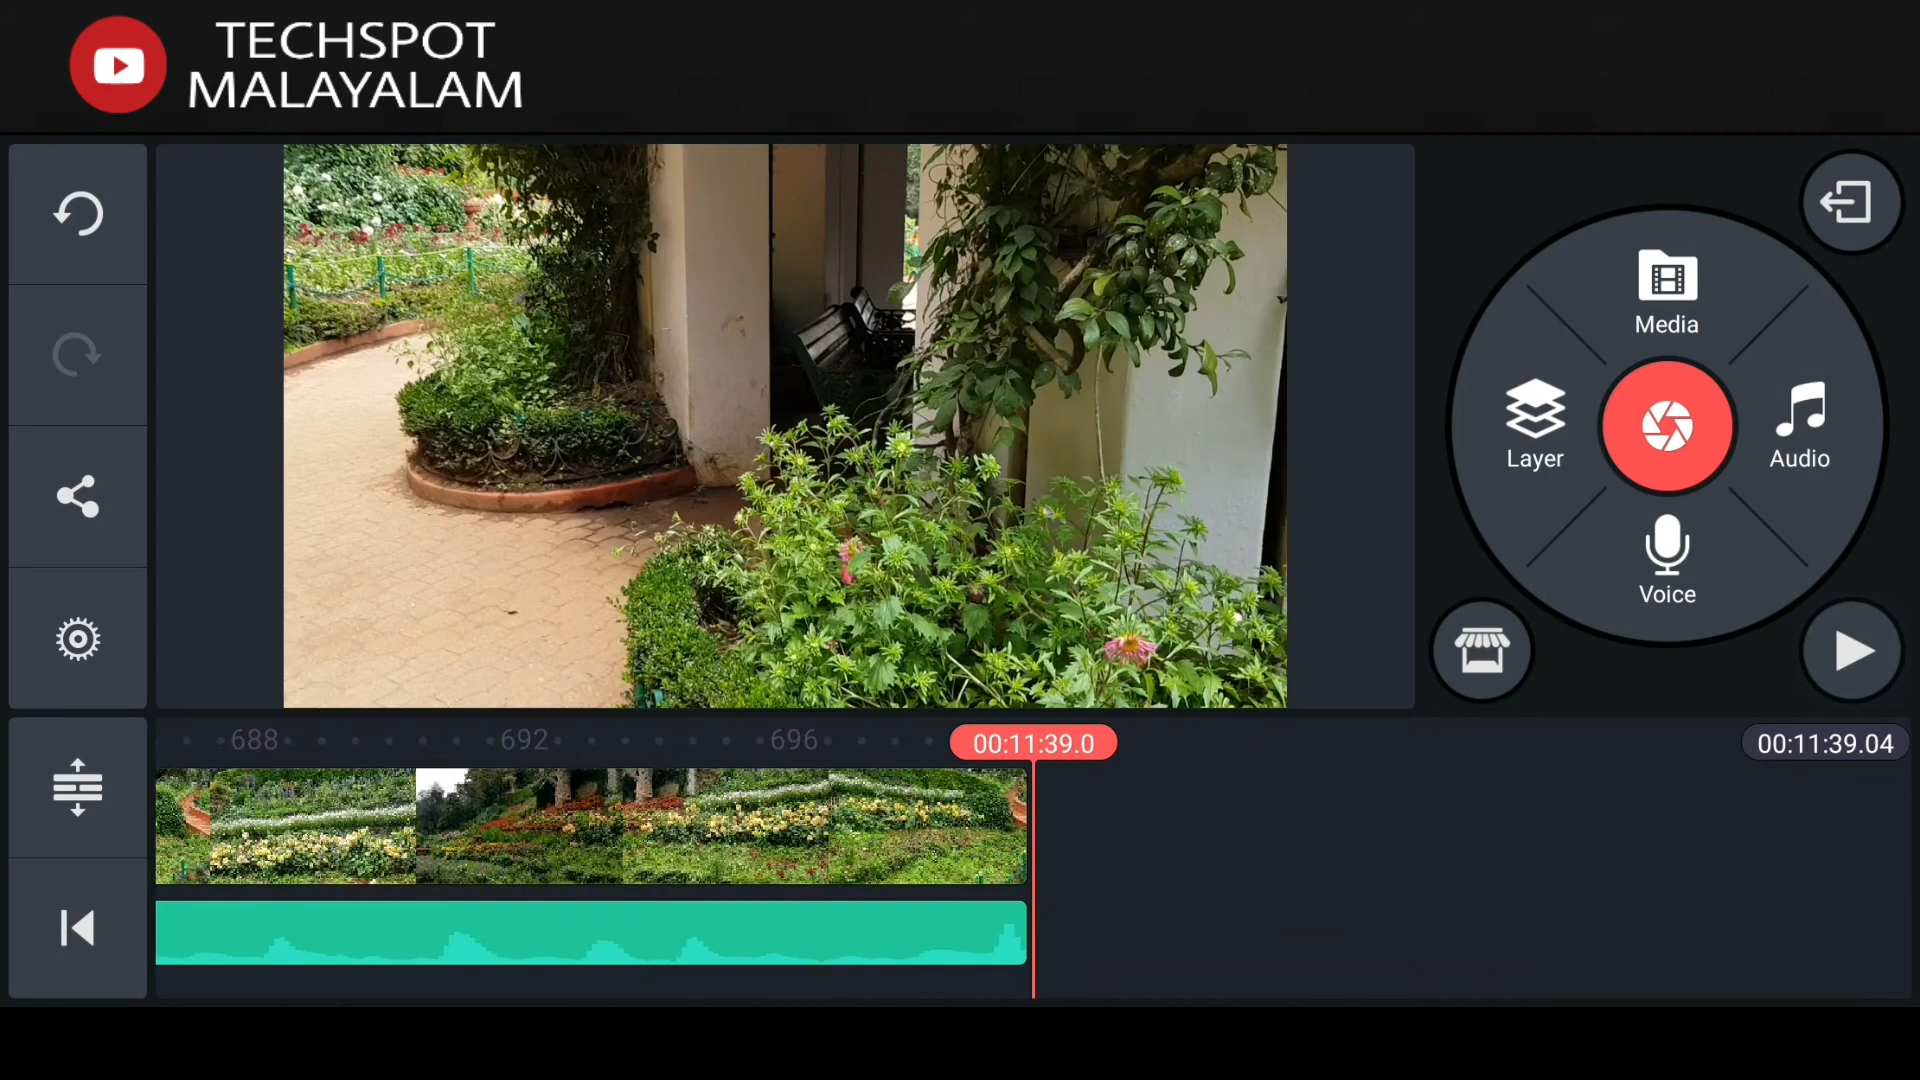 TECHSPOT
MALAYALAM
Media
Layer
Audio
Voice
688
692
696
00:11:39.0
00:11:39.04